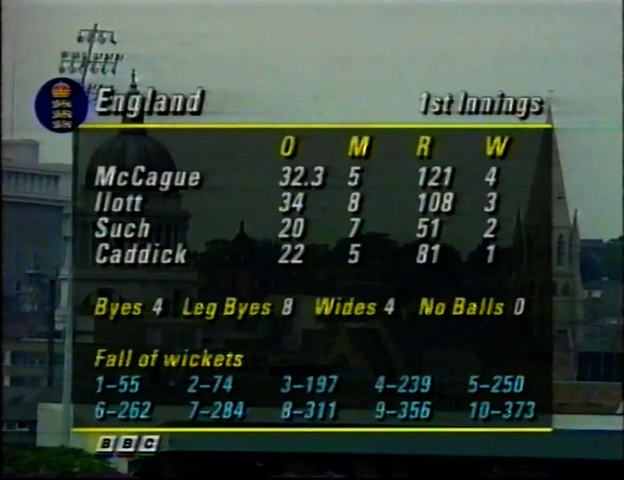 England 1st Innings
O M R W
McCague 32.3 5 121 4
Ilott 34 8 108 3
Such 20 7 51 2
Caddick 22 5 81 1
Byes 4 Leg Byes 8 Wides 4 No Balls 0
Fall of wickets
1-55 2-74 3-197 4-239 5-250
6-262 7-284 8-311 9-356 10-373
BBC